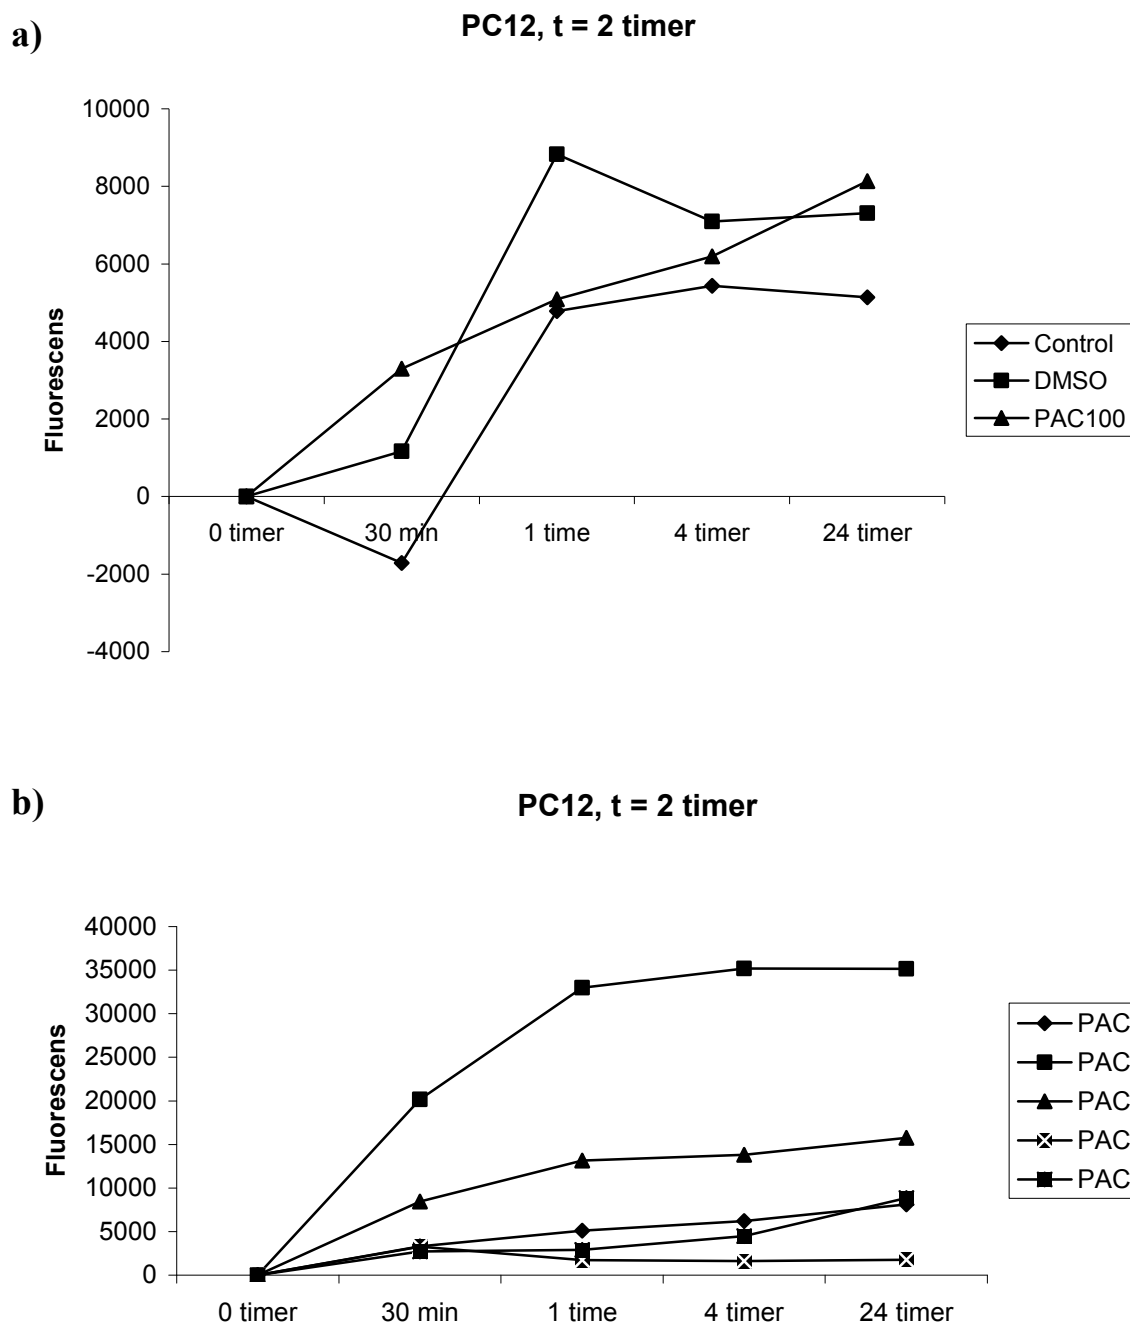 a)
PC12, t = 2 timer
10000
8000
6000
4000
2000
0
-2000
-4000
Fluorescens
0 timer
30 min
1 time
4 timer
24 timer
Control
DMSO
PAC100
b)
PC12, t = 2 timer
40000
35000
30000
25000
20000
15000
10000
5000
0
Fluorescens
0 timer
30 min
1 time
4 timer
24 timer
PAC
PAC
PAC
PAC
PAC